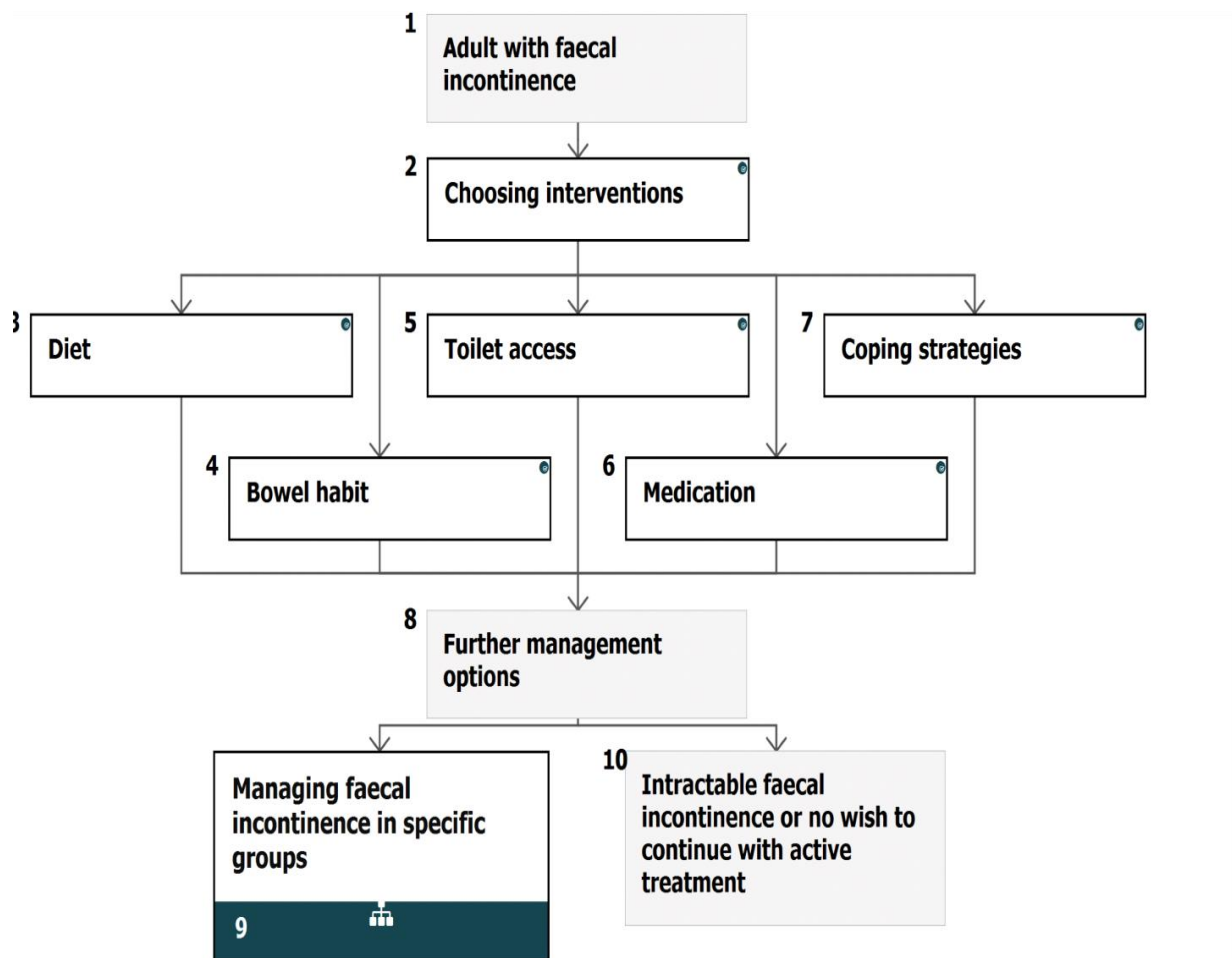 1
Adult with faecal
incontinence
2
Choosing interventions
3
Diet
5
Toilet access
7
Coping strategies
4
Bowel habit
6
Medication
8
Further management
options
Managing faecal
incontinence in specific
groups
9
10
Intractable faecal
incontinence or no wish to
continue with active
treatment